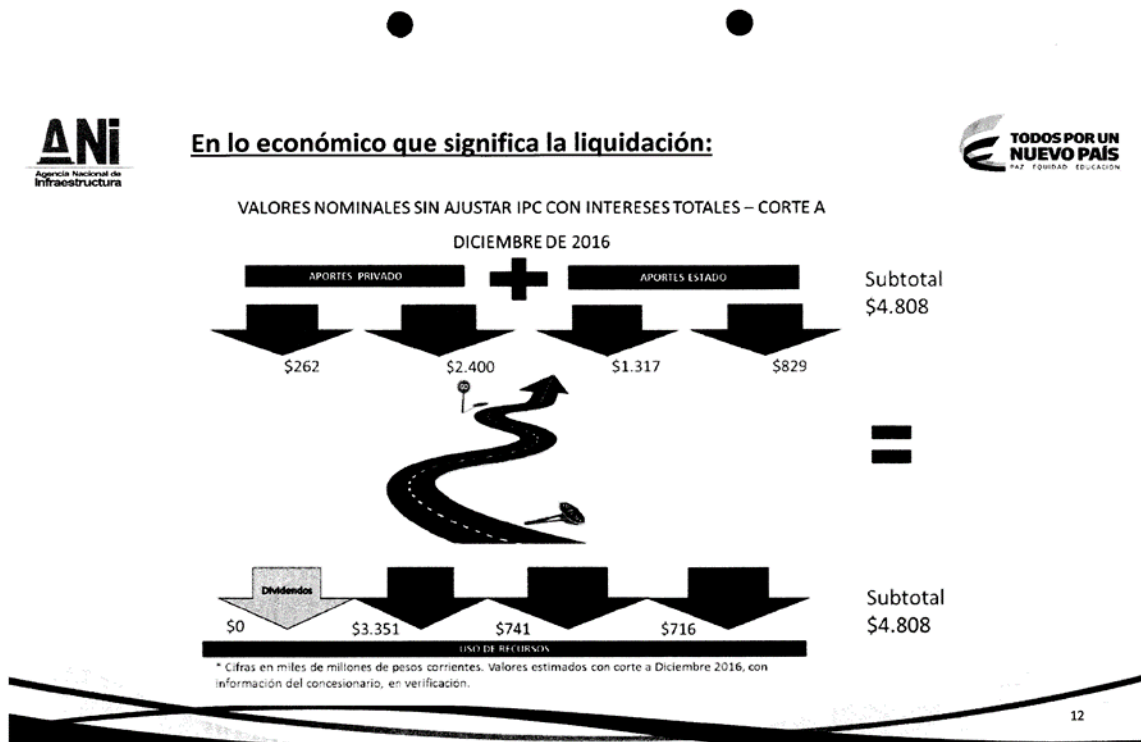 ANi
Agencia Nacional de
Infraestructura
En lo económico que significa la liquidación:
TODOS POR UN
NUEVO PAÍS
PAZ EQUIDAD EDUCACIÓN
VALORES NOMINALES SIN AJUSTAR IPC CON INTERESES TOTALES – CORTE A
DICIEMBRE DE 2016
APORTES PRIVADO
APORTES ESTADO
Subtotal
$4.808
$262
$2.400
$1.317
$829
Dividendos
$0
$3.351
$741
$716
Subtotal
$4.808
USO DE RECURSOS
* Cifras en miles de millones de pesos corrientes. Valores estimados con corte a Diciembre 2016, con
información del concesionario, en verificación.
12